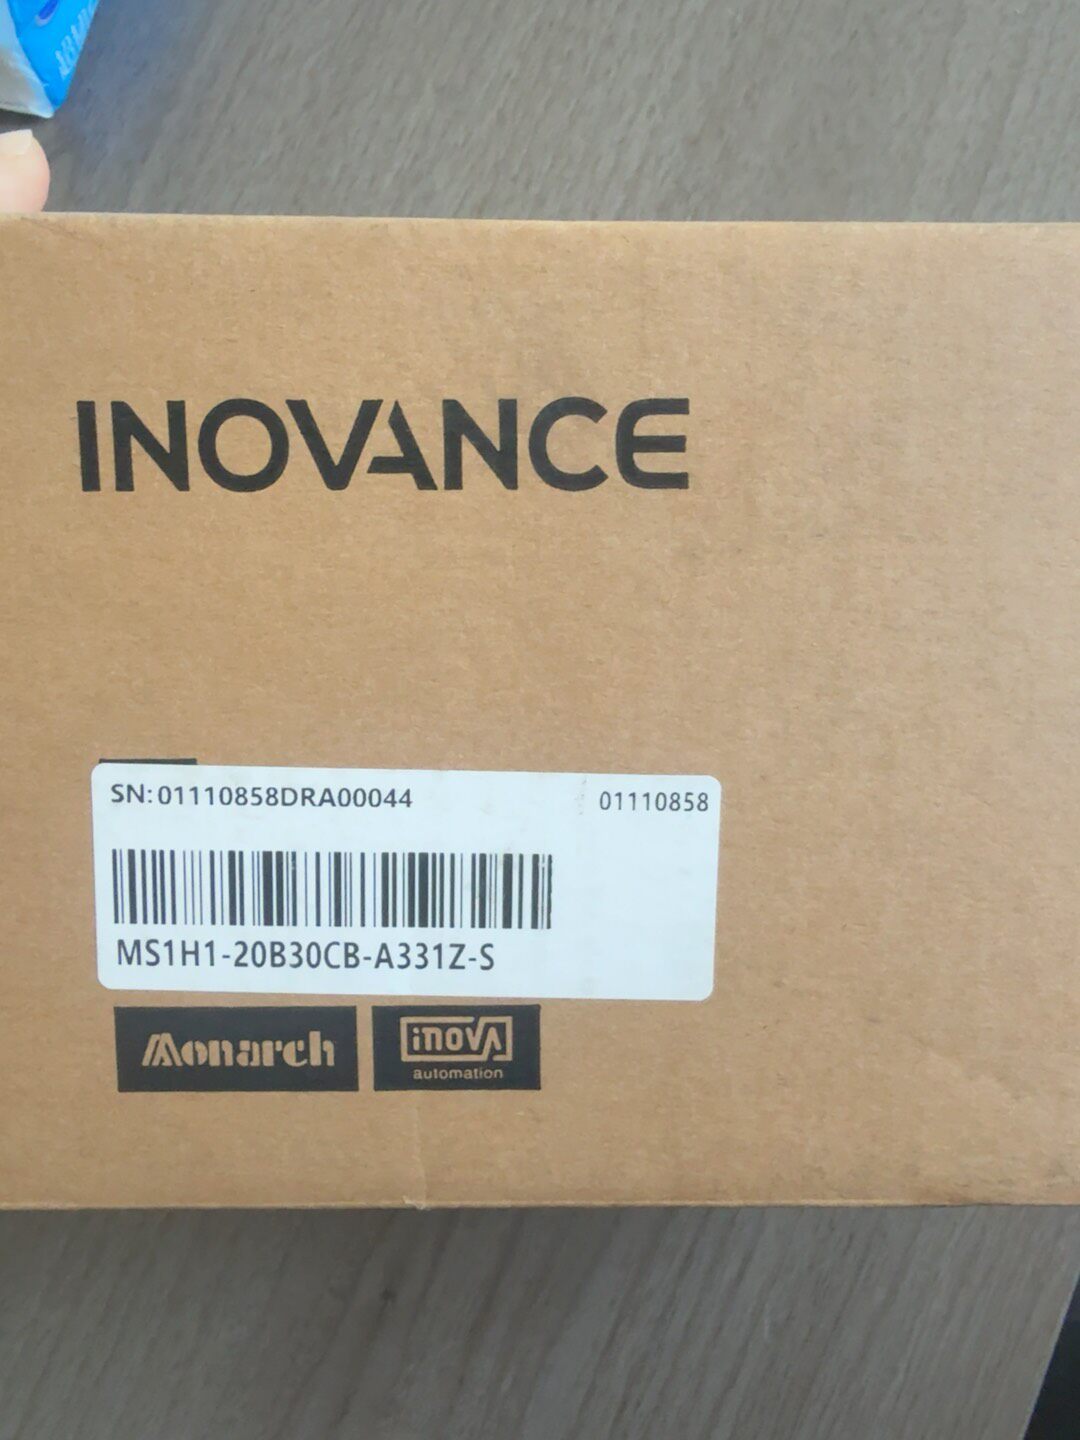 INOVANCE
SN:01110858DRA00044 01110858
MS1H1-20B30CB-A331Z-S
Monarch
inovA
automation